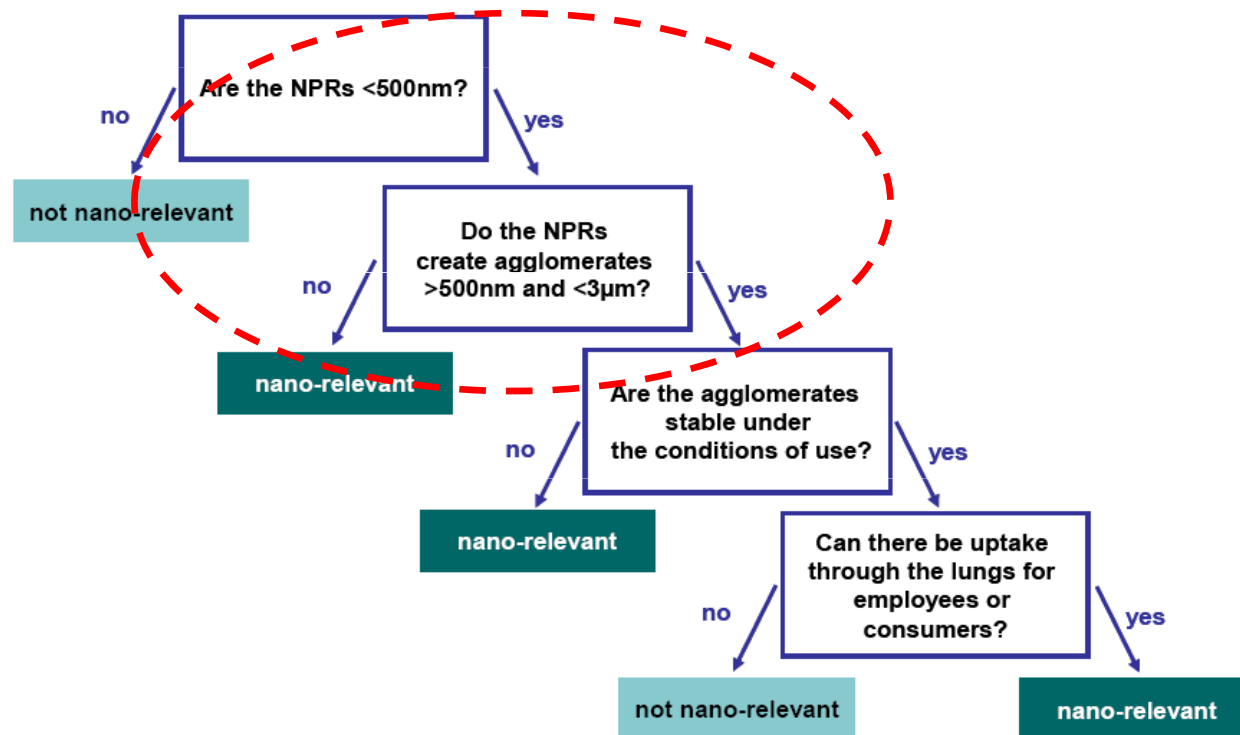 Are the NPRs <500nm?
no
yes
not nano-relevant
Do the NPRs
create agglomerates
>500nm and <3µm?
no
yes
nano-relevant
Are the agglomerates
stable under
the conditions of use?
no
yes
nano-relevant
Can there be uptake
through the lungs for
employees or
consumers?
no
yes
not nano-relevant
nano-relevant